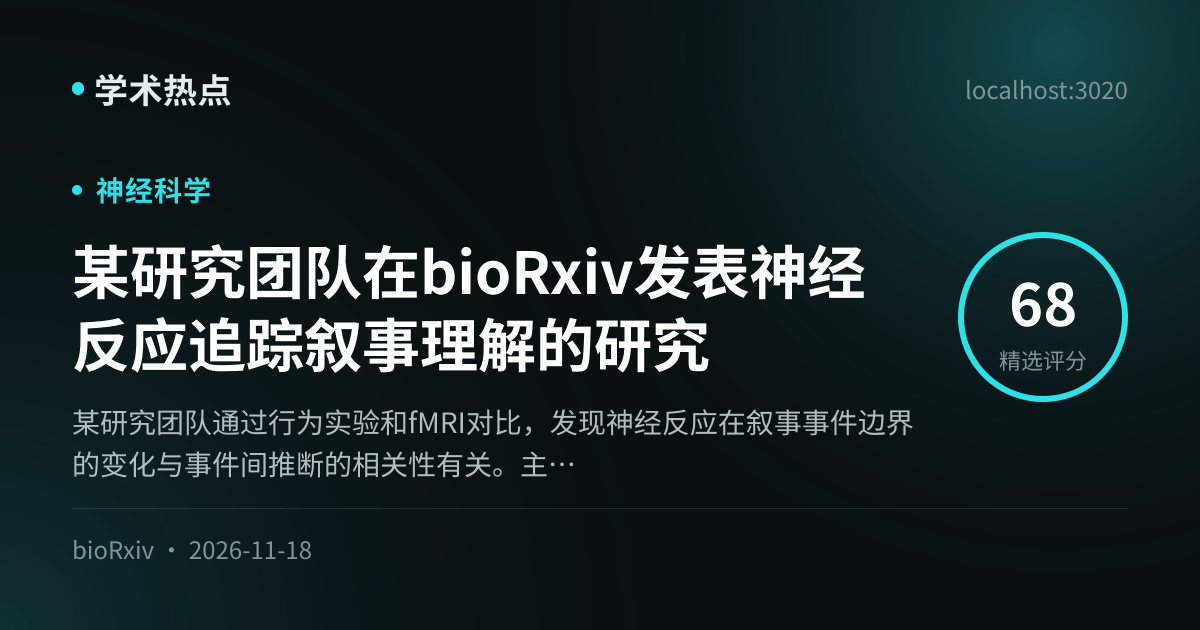 学术热点
localhost:3020
神经科学
某研究团队在bioRxiv发表神经
反应追踪叙事理解的研究
68
精选评分
某研究团队通过行为实验和fMRI对比，发现神经反应在叙事事件边界
的变化与事件间推断的相关性有关。主…
bioRxiv · 2026-11-18